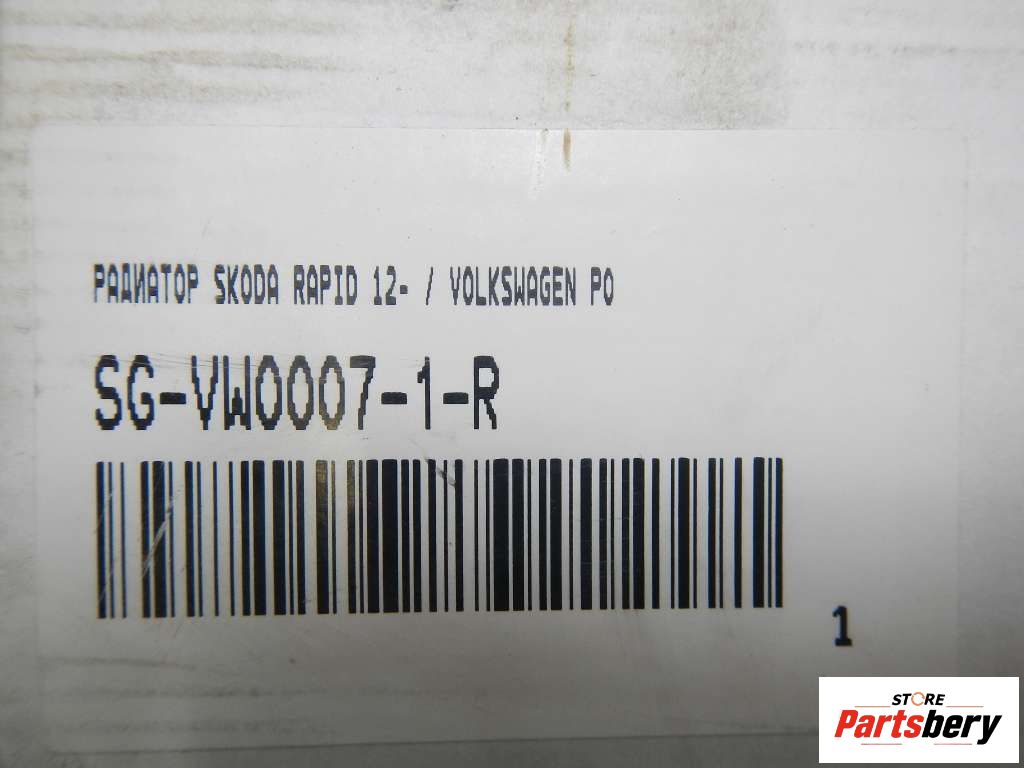 РАДИАТОР SKODA RAPID 12- / VOLKSWAGEN PO
SG-VW0007-1-R
1
STORE
Partsbery